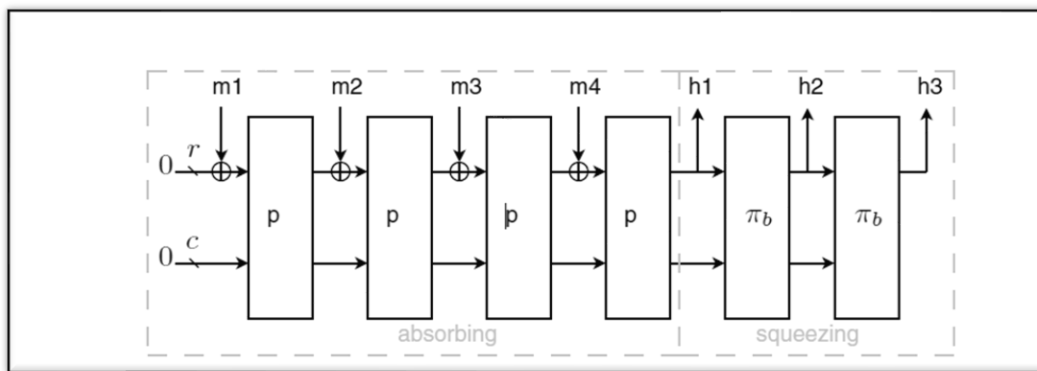 m1 m2 m3 m4 h1 h2 h3
0 r
p p p p π_b π_b
0 c
absorbing squeezing